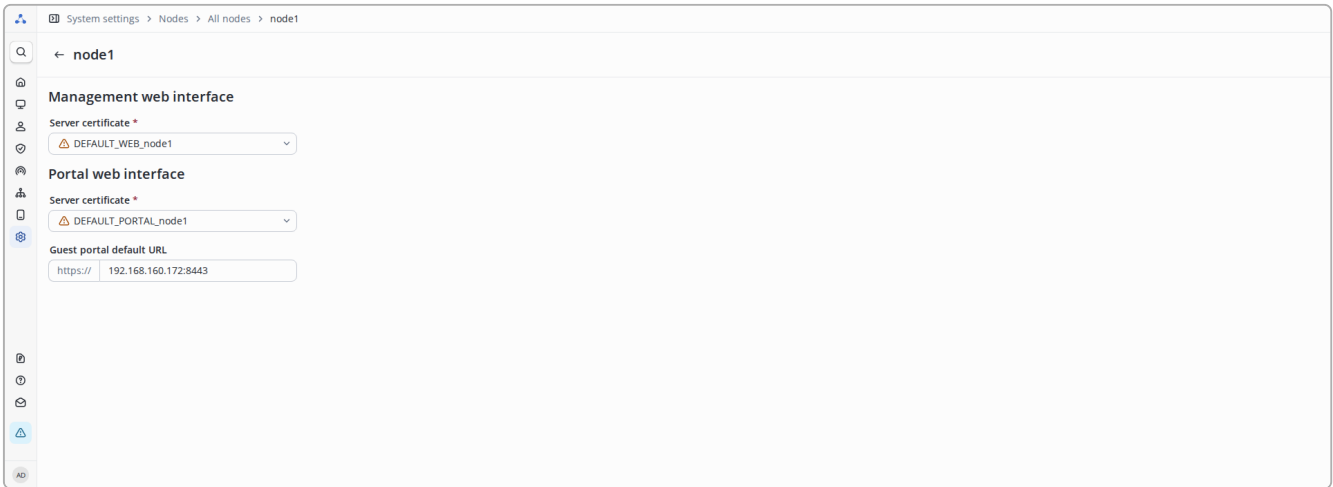 System settings > Nodes > All nodes > node1
← node1
Management web interface
Server certificate *
DEFAULT_WEB_node1
Portal web interface
Server certificate *
DEFAULT_PORTAL_node1
Guest portal default URL
https:// 192.168.160.172:8443
AD